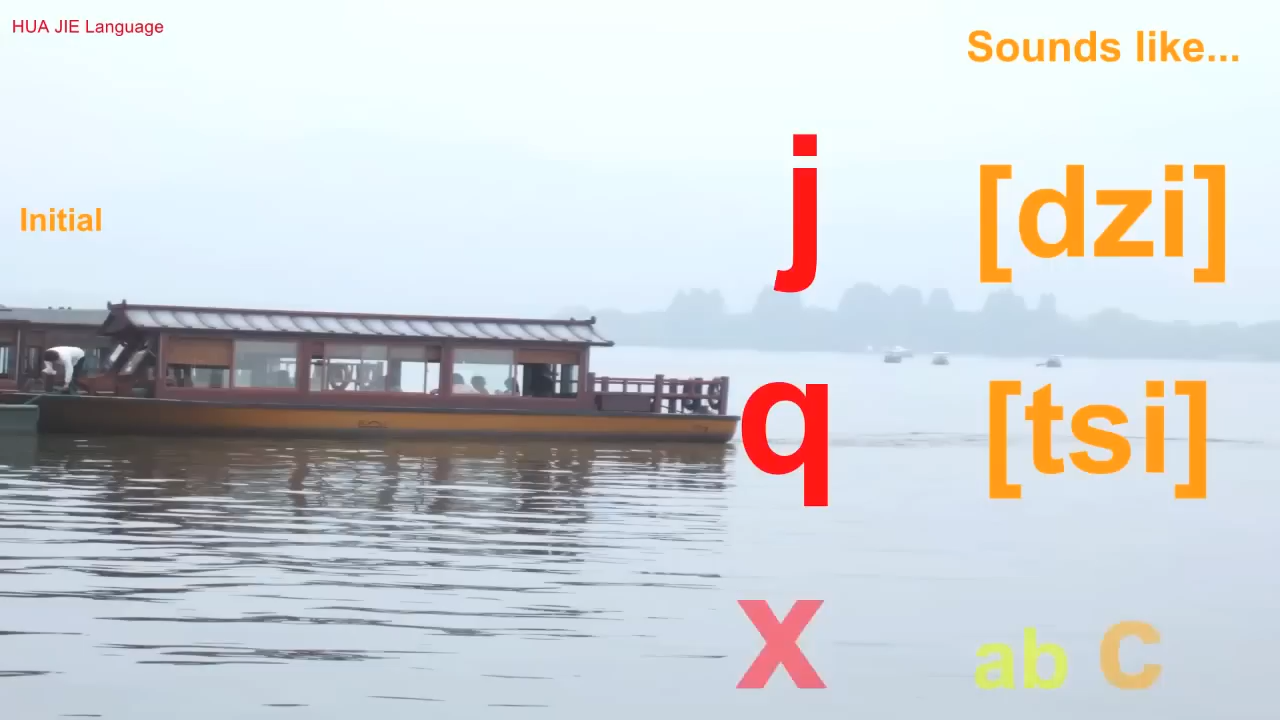 HUA JIE Language
Sounds like...
Initial
j [dzi]
q [tsi]
x ab c